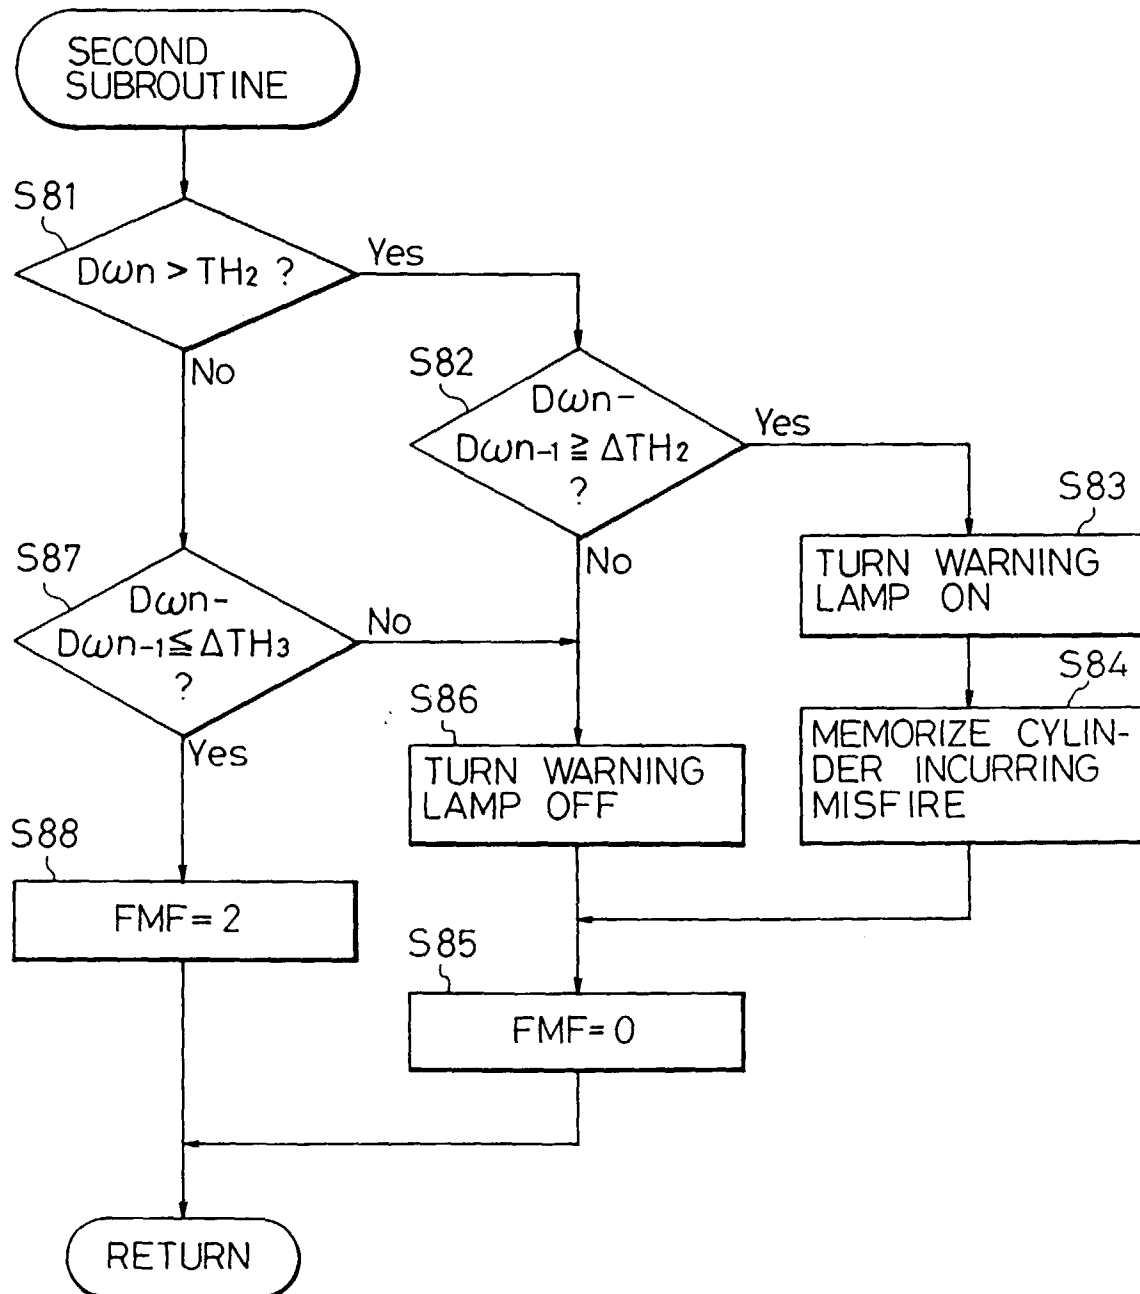 SECOND
SUBROUTINE
S81
Dωn > TH₂ ?
Yes
No
S82
Dωn-
Dωn-1 ≧ ΔTH₂
?
Yes
No
S83
TURN WARNING
LAMP ON
S84
MEMORIZE CYLIN-
DER INCURRING
MISFIRE
S87
Dωn-
Dωn-1 ≦ ΔTH₃
?
No
Yes
S86
TURN WARNING
LAMP OFF
S88
FMF = 2
S85
FMF = 0
RETURN